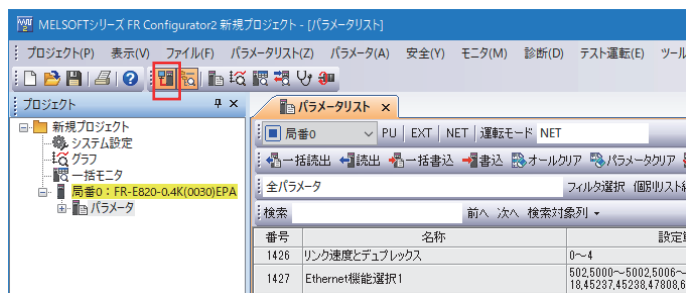 MELSOFTシリーズ FR Configurator2 新規プロジェクト - [パラメータリスト]
プロジェクト(P) 表示(V) ファイル(F) パラメータリスト(Z) パラメータ(A) 安全(Y) モニタ(M) 診断(D) テスト運転(E) ツール
プロジェクト
新規プロジェクト
システム設定
グラフ
一括モニタ
局番0:FR-E820-0.4K(0030)EPA
パラメータ
パラメータリスト ×
局番0 PU EXT NET 運転モード NET
一括読出 読出 一括書込 書込 オールクリア パラメータクリア
全パラメータ フィルタ選択 個別リスト
検索 前へ 次へ 検索対象列
番号 名称 設定
1426 リンク速度とデュプレックス 0~4
1427 Ethernet機能選択1 502,5000~5002,5006~
18,45237,45238,47808,6